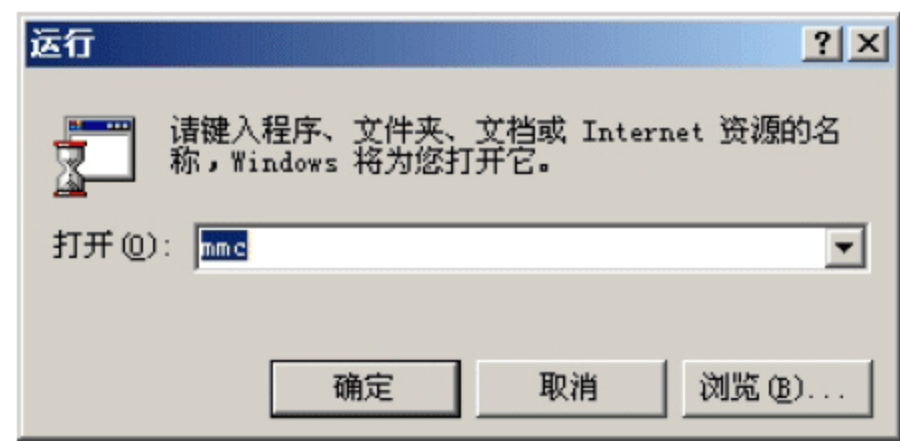 运行
请键入程序、文件夹、文档或 Internet 资源的名
称，Windows 将为您打开它。
打开(O): mmc
确定 取消 浏览(B)...